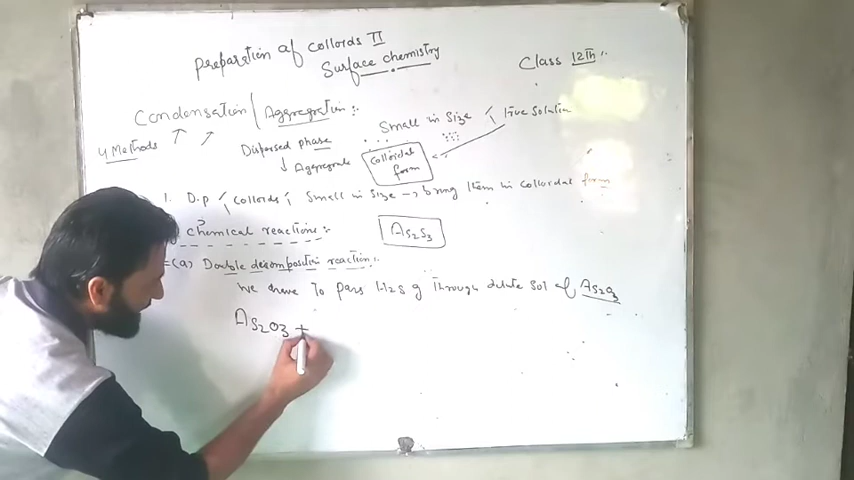 Preparation of Colloids II
Surface chemistry
Class 12th
Condensation / Aggregation :-
Small in Size
True Solution
4 Methods
Dispersed phase
↓ Aggregate
Colloidal form
1. D.P Colloids Small in Size → bring them in colloidal form
chemical reactions :-
As2S3
(a) Double decomposition reaction :-
We have To pass H2S g Through dilute sol of As2O3
As2O3 +